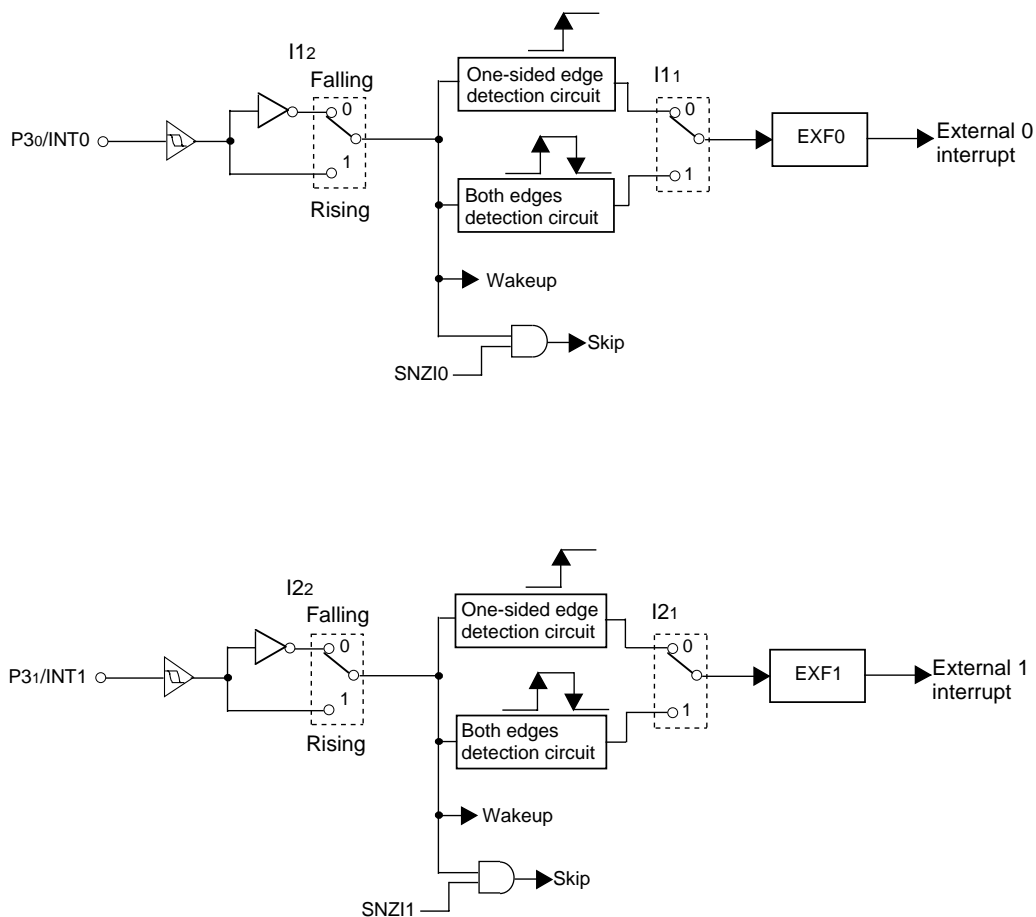 I12
Falling
0
1
Rising
P30/INT0
One-sided edge
detection circuit
Both edges
detection circuit
I11
0
1
EXF0
External 0
interrupt
Wakeup
Skip
SNZI0
I22
Falling
0
1
Rising
P31/INT1
One-sided edge
detection circuit
Both edges
detection circuit
I21
0
1
EXF1
External 1
interrupt
Wakeup
Skip
SNZI1